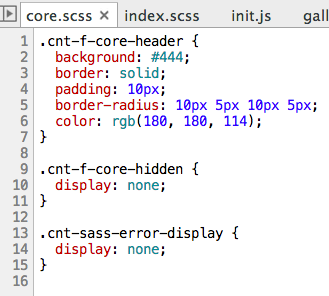 core.scss × index.scss init.js gal
1 .cnt-f-core-header {
2   background: #444;
3   border: solid;
4   padding: 10px;
5   border-radius: 10px 5px 10px 5px;
6   color: rgb(180, 180, 114);
7 }
8
9 .cnt-f-core-hidden {
10   display: none;
11 }
12
13 .cnt-sass-error-display {
14   display: none;
15 }
16